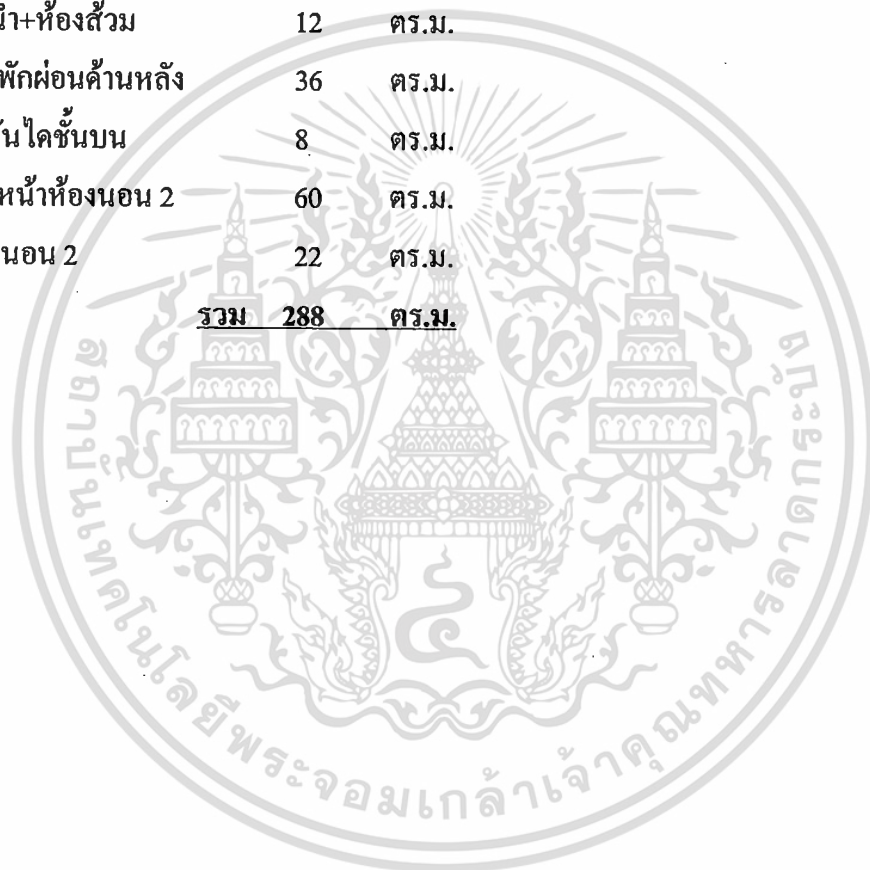 น้ำ+ห้องส้วม 12 ตร.ม.
พักผ่อนด้านหลัง 36 ตร.ม.
ันไดชั้นบน 8 ตร.ม.
หน้าห้องนอน 2 60 ตร.ม.
นอน 2 22 ตร.ม.
รวม 288 ตร.ม.
สถาบันเทคโนโลยีพระจอมเกล้าเจ้าคุณทหารลาดกระบัง